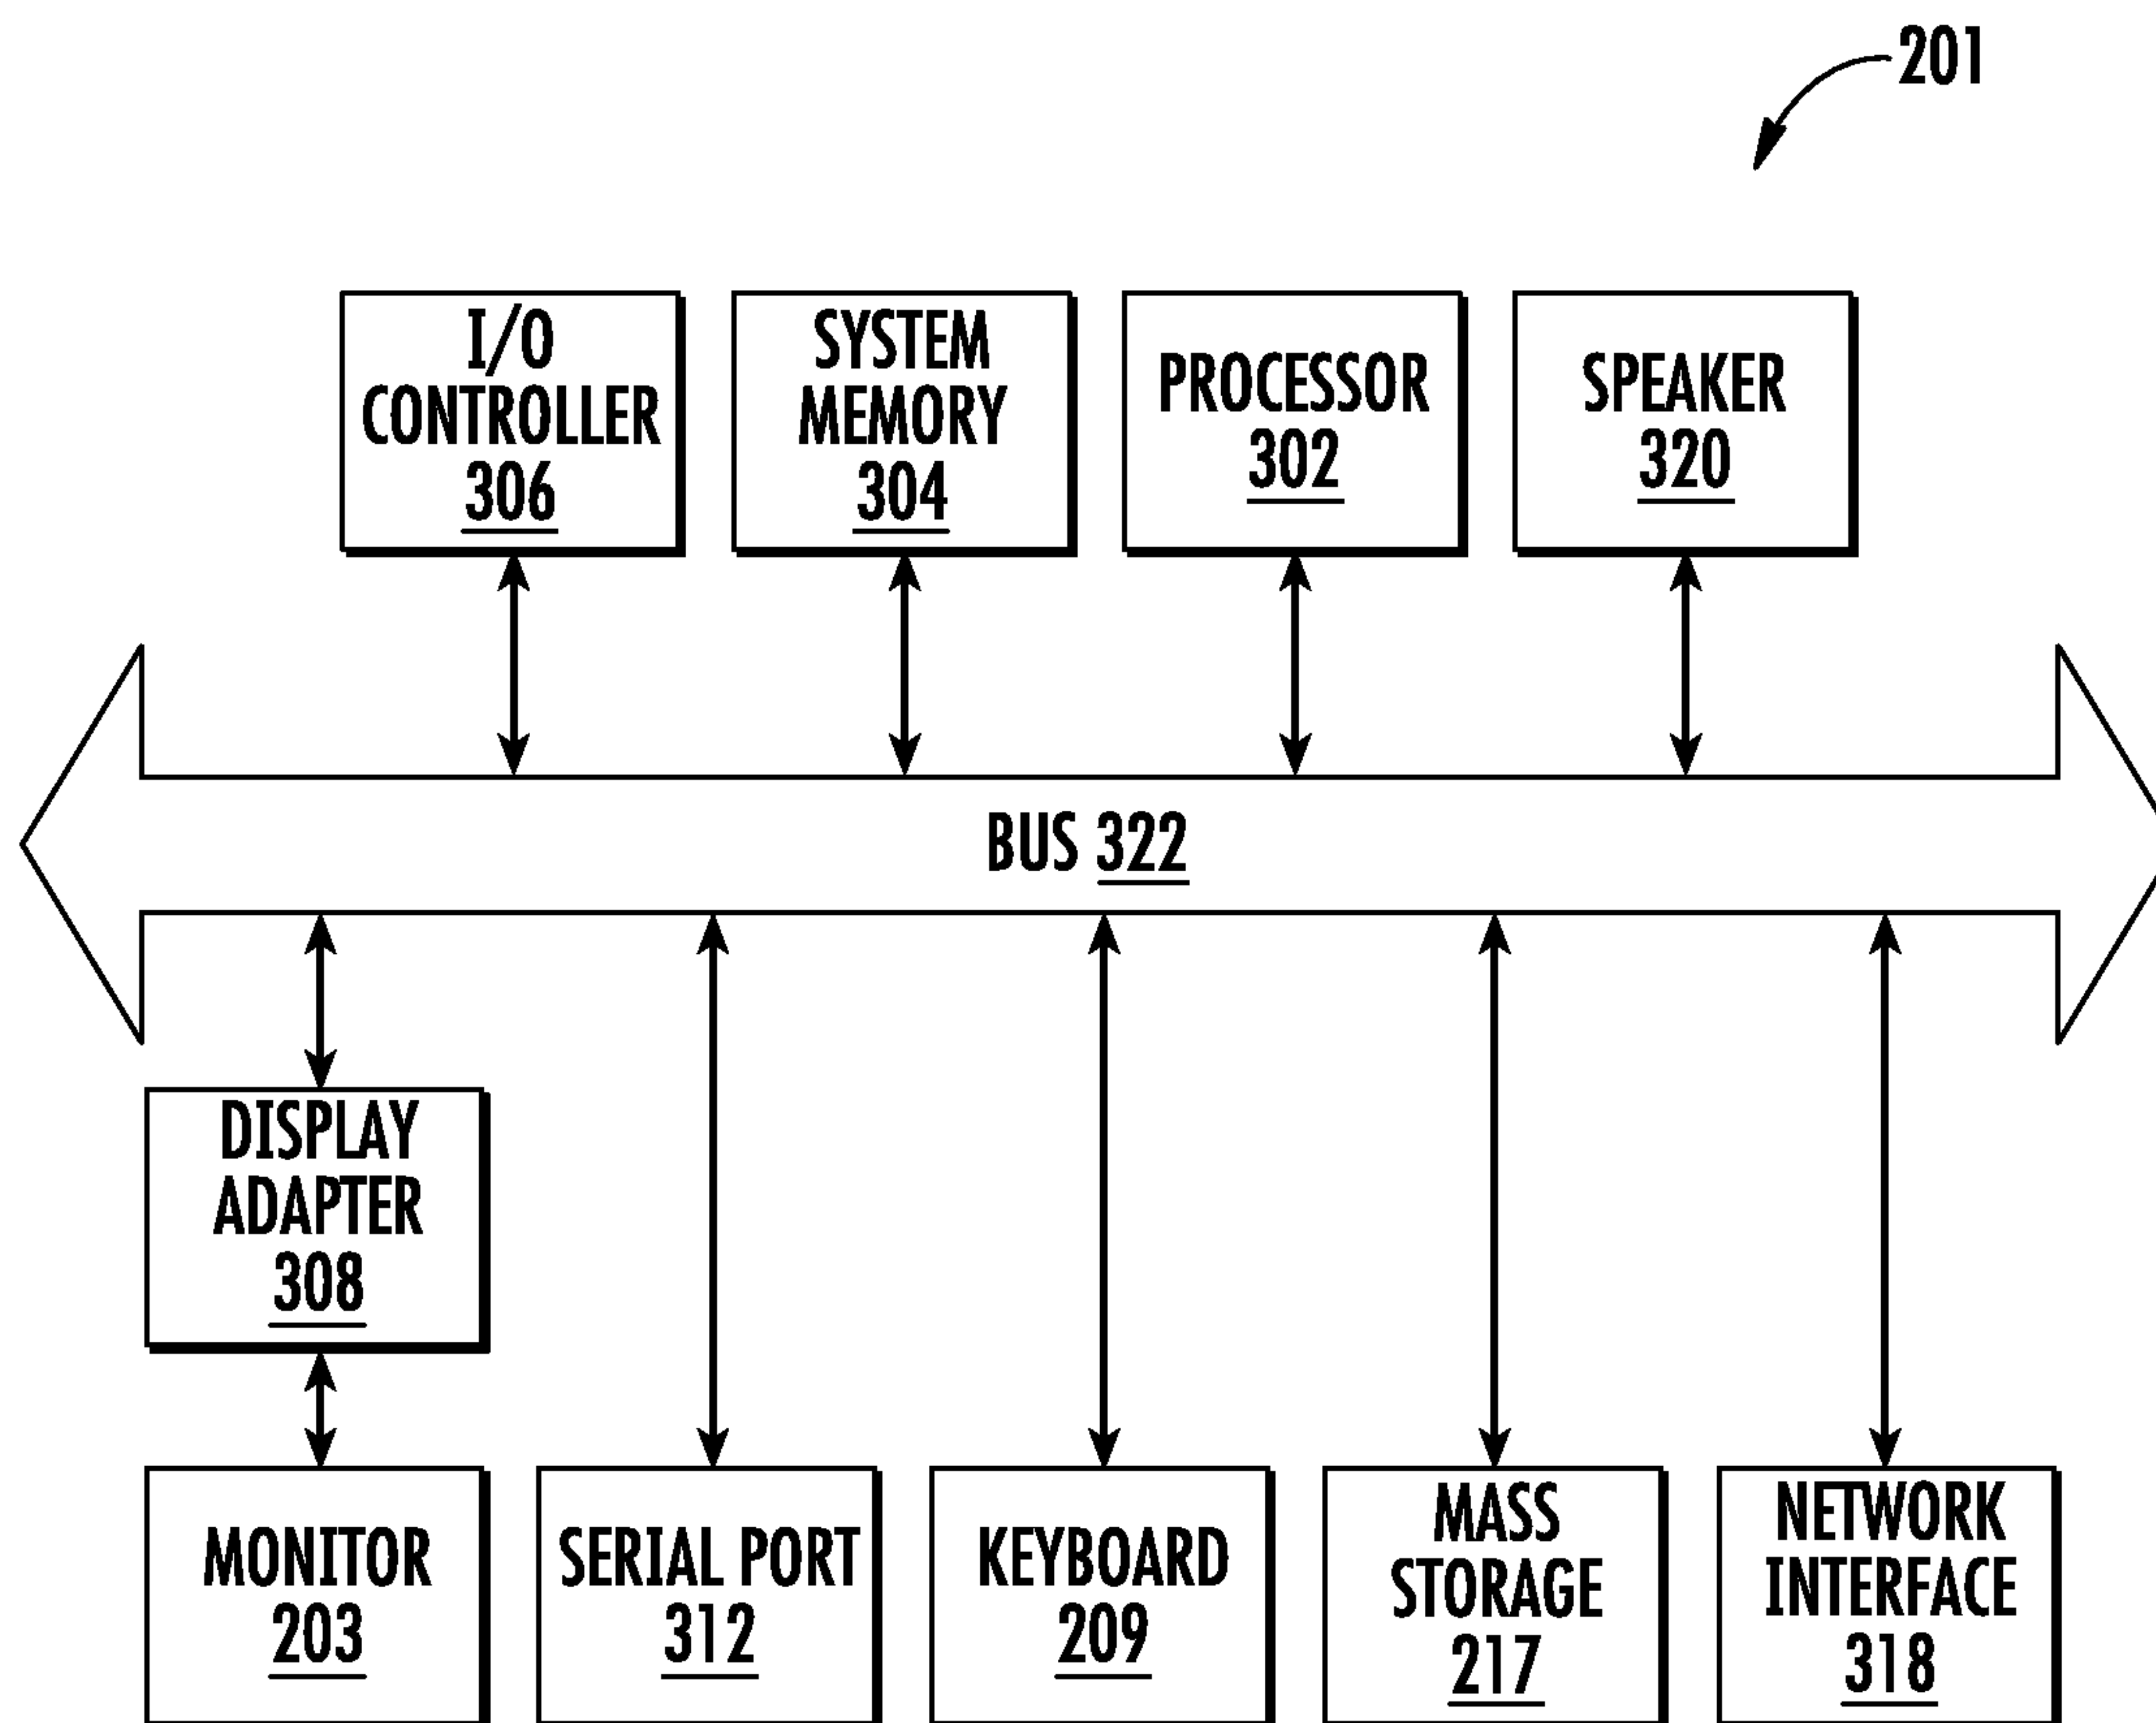 201
I/O
CONTROLLER
306
SYSTEM
MEMORY
304
PROCESSOR
302
SPEAKER
320
BUS 322
DISPLAY
ADAPTER
308
MONITOR
203
SERIAL PORT
312
KEYBOARD
209
MASS
STORAGE
217
NETWORK
INTERFACE
318